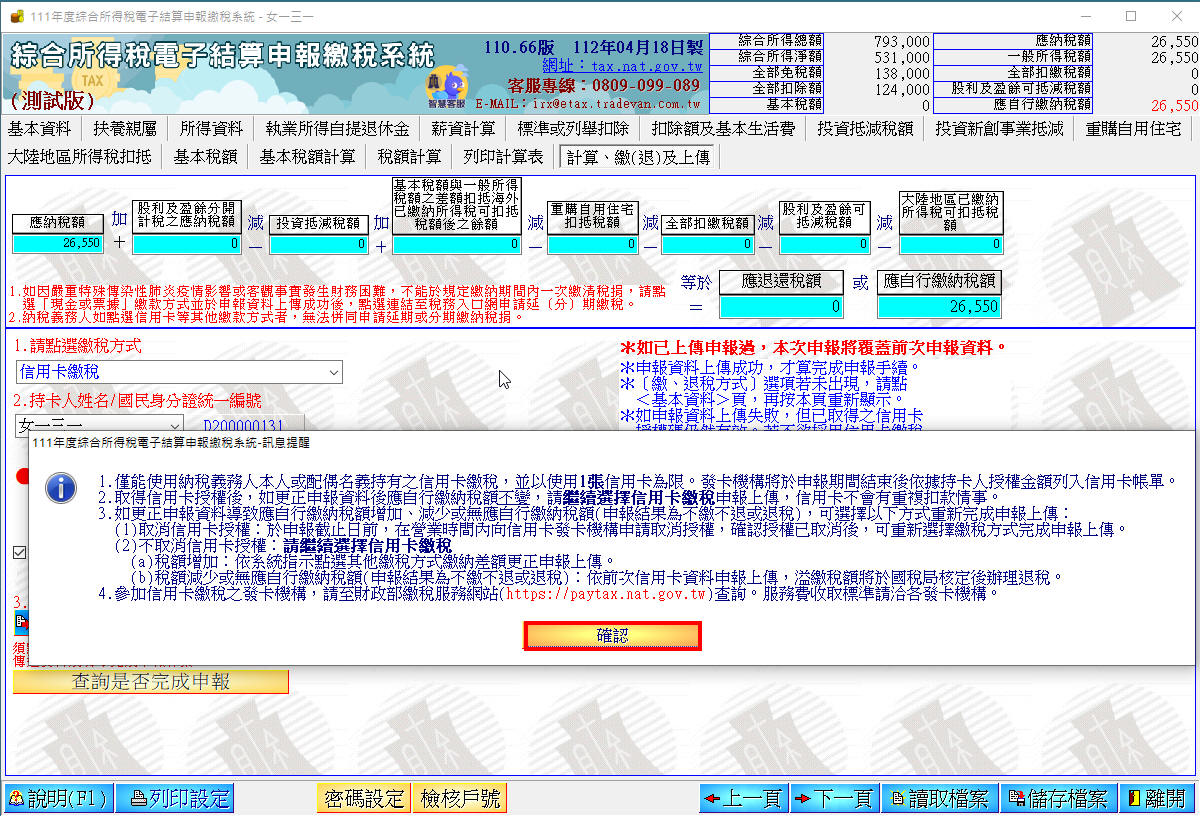 111年度綜合所得稅電子結算申報繳稅系統 - 女一三一
綜合所得稅電子結算申報繳稅系統
TAX
(測試版)
智慧客服
110.66版 112年04月18日製
網址：tax.nat.gov.tw
客服專線：0809-099-089
E-MAIL：irx@etax.tradevan.com.tw
綜合所得總額 793,000 應納稅額 26,550
綜合所得淨額 531,000 一般所得稅額 26,550
全部免稅額 138,000 全部扣繳稅額 0
全部扣除額 124,000 股利及盈餘可抵減稅額 0
基本稅額 0 應自行繳納稅額 26,550
基本資料 扶養親屬 所得資料 執業所得自提退休金 薪資計算 標準或列舉扣除 扣除額及基本生活費 投資抵減稅額 投資新創事業抵減 重購自用住宅
大陸地區所得稅扣抵 基本稅額 基本稅額計算 稅額計算 列印計算表 計算、繳(退)及上傳
應納稅額
26,550
加
+
股利及盈餘分開
計稅之應納稅額
0
減
—
投資抵減稅額
0
加
+
基本稅額與一般所得
稅額之差額扣抵海外
已繳納所得稅可扣抵
稅額後之餘額
0
減
—
重購自用住宅
扣抵稅額
0
減
—
全部扣繳稅額
0
減
—
股利及盈餘可
抵減稅額
0
減
—
大陸地區已繳納
所得稅可扣抵稅
額
0
1.如因嚴重特殊傳染性肺炎疫情影響或客觀事實發生財務困難，不能於規定繳納期間內一次繳清稅捐，請點
選「現金或票據」繳款方式並於申報資料上傳成功後，點選連結至稅務入口網申請延（分）期繳稅。
2.納稅義務人如點選信用卡等其他繳款方式者，無法併同申請延期或分期繳納稅捐。
等於
=
應退還稅額
0
或
應自行繳納稅額
26,550
1.請點選繳稅方式
信用卡繳稅
2.持卡人姓名/國民身分證統一編號
女一三一 D200000131
＊如已上傳申報過，本次申報將覆蓋前次申報資料。
＊申報資料上傳成功，才算完成申報手續。
＊〔繳、退稅方式〕選項若未出現，請點
＜基本資料＞頁，再按本頁重新顯示。
＊如申報資料上傳失敗，但已取得之信用卡
111年度綜合所得稅電子結算申報繳稅系統-訊息提醒
1.僅能使用納稅義務人本人或配偶名義持有之信用卡繳稅，並以使用1張信用卡為限。發卡機構將於申報期間結束後依據持卡人授權金額列入信用卡帳單。
2.取得信用卡授權後，如更正申報資料後應自行繳納稅額不變，請繼續選擇信用卡繳稅申報上傳，信用卡不會有重複扣款情事。
3.如更正申報資料導致應自行繳納稅額增加、減少或無應自行繳納稅額(申報結果為不繳不退或退稅)，可選擇以下方式重新完成申報上傳：
(1)取消信用卡授權：於申報截止日前，在營業時間內向信用卡發卡機構申請取消授權，確認授權已取消後，可重新選擇繳稅方式完成申報上傳。
(2)不取消信用卡授權：請繼續選擇信用卡繳稅
(a)稅額增加：依系統指示點選其他繳稅方式繳納差額更正申報上傳。
(b)稅額減少或無應自行繳納稅額(申報結果為不繳不退或退稅)：依前次信用卡資料申報上傳，溢繳稅額將於國稅局核定後辦理退稅。
4.參加信用卡繳稅之發卡機構，請至財政部繳稅服務網站(https://paytax.nat.gov.tw)查詢。服務費收取標準請洽各發卡機構。
確認
3.
須
傳
查詢是否完成申報
說明(F1) 列印設定 密碼設定 檢核戶號 上一頁 下一頁 讀取檔案 儲存檔案 離開